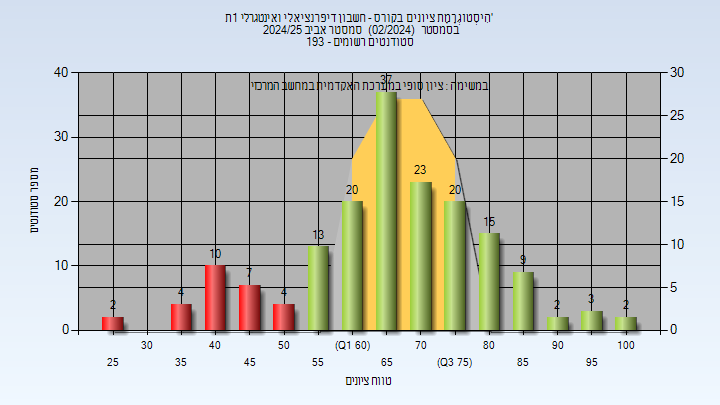 הִיסְטוֹגְרָמַת ציונים בקורס - חשבון דיפרנציאלי ואינטגרלי 1ת'
בסמסטר (02/2024) סמסטר אביב 2024/25
סטודנטים רשומים - 193
במשימה : ציון סופי במערכת האקדמית במחשב המרכזי
40 30 20 10 0
מספר סטודנטים
30 25 20 15 10 5 0
2 4 10 7 4 13 20 37 23 20 15 9 2 3 2
30 40 50 (Q1 60) 70 80 90 100
25 35 45 55 65 (Q3 75) 85 95
טווח ציונים